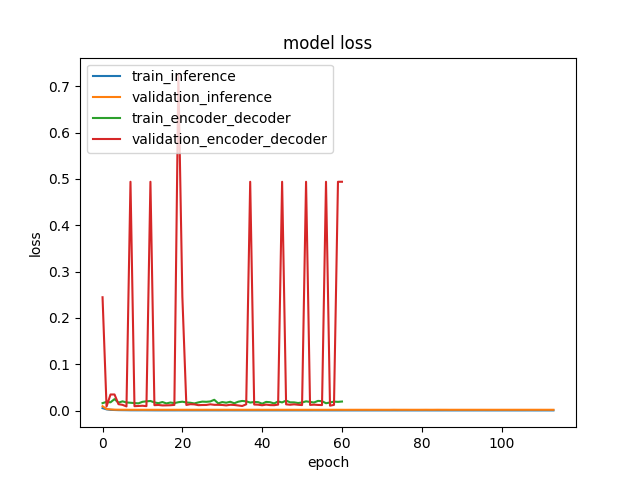 model loss
train_inference
validation_inference
train_encoder_decoder
validation_encoder_decoder
loss
0.7
0.6
0.5
0.4
0.3
0.2
0.1
0.0
0 20 40 60 80 100
epoch